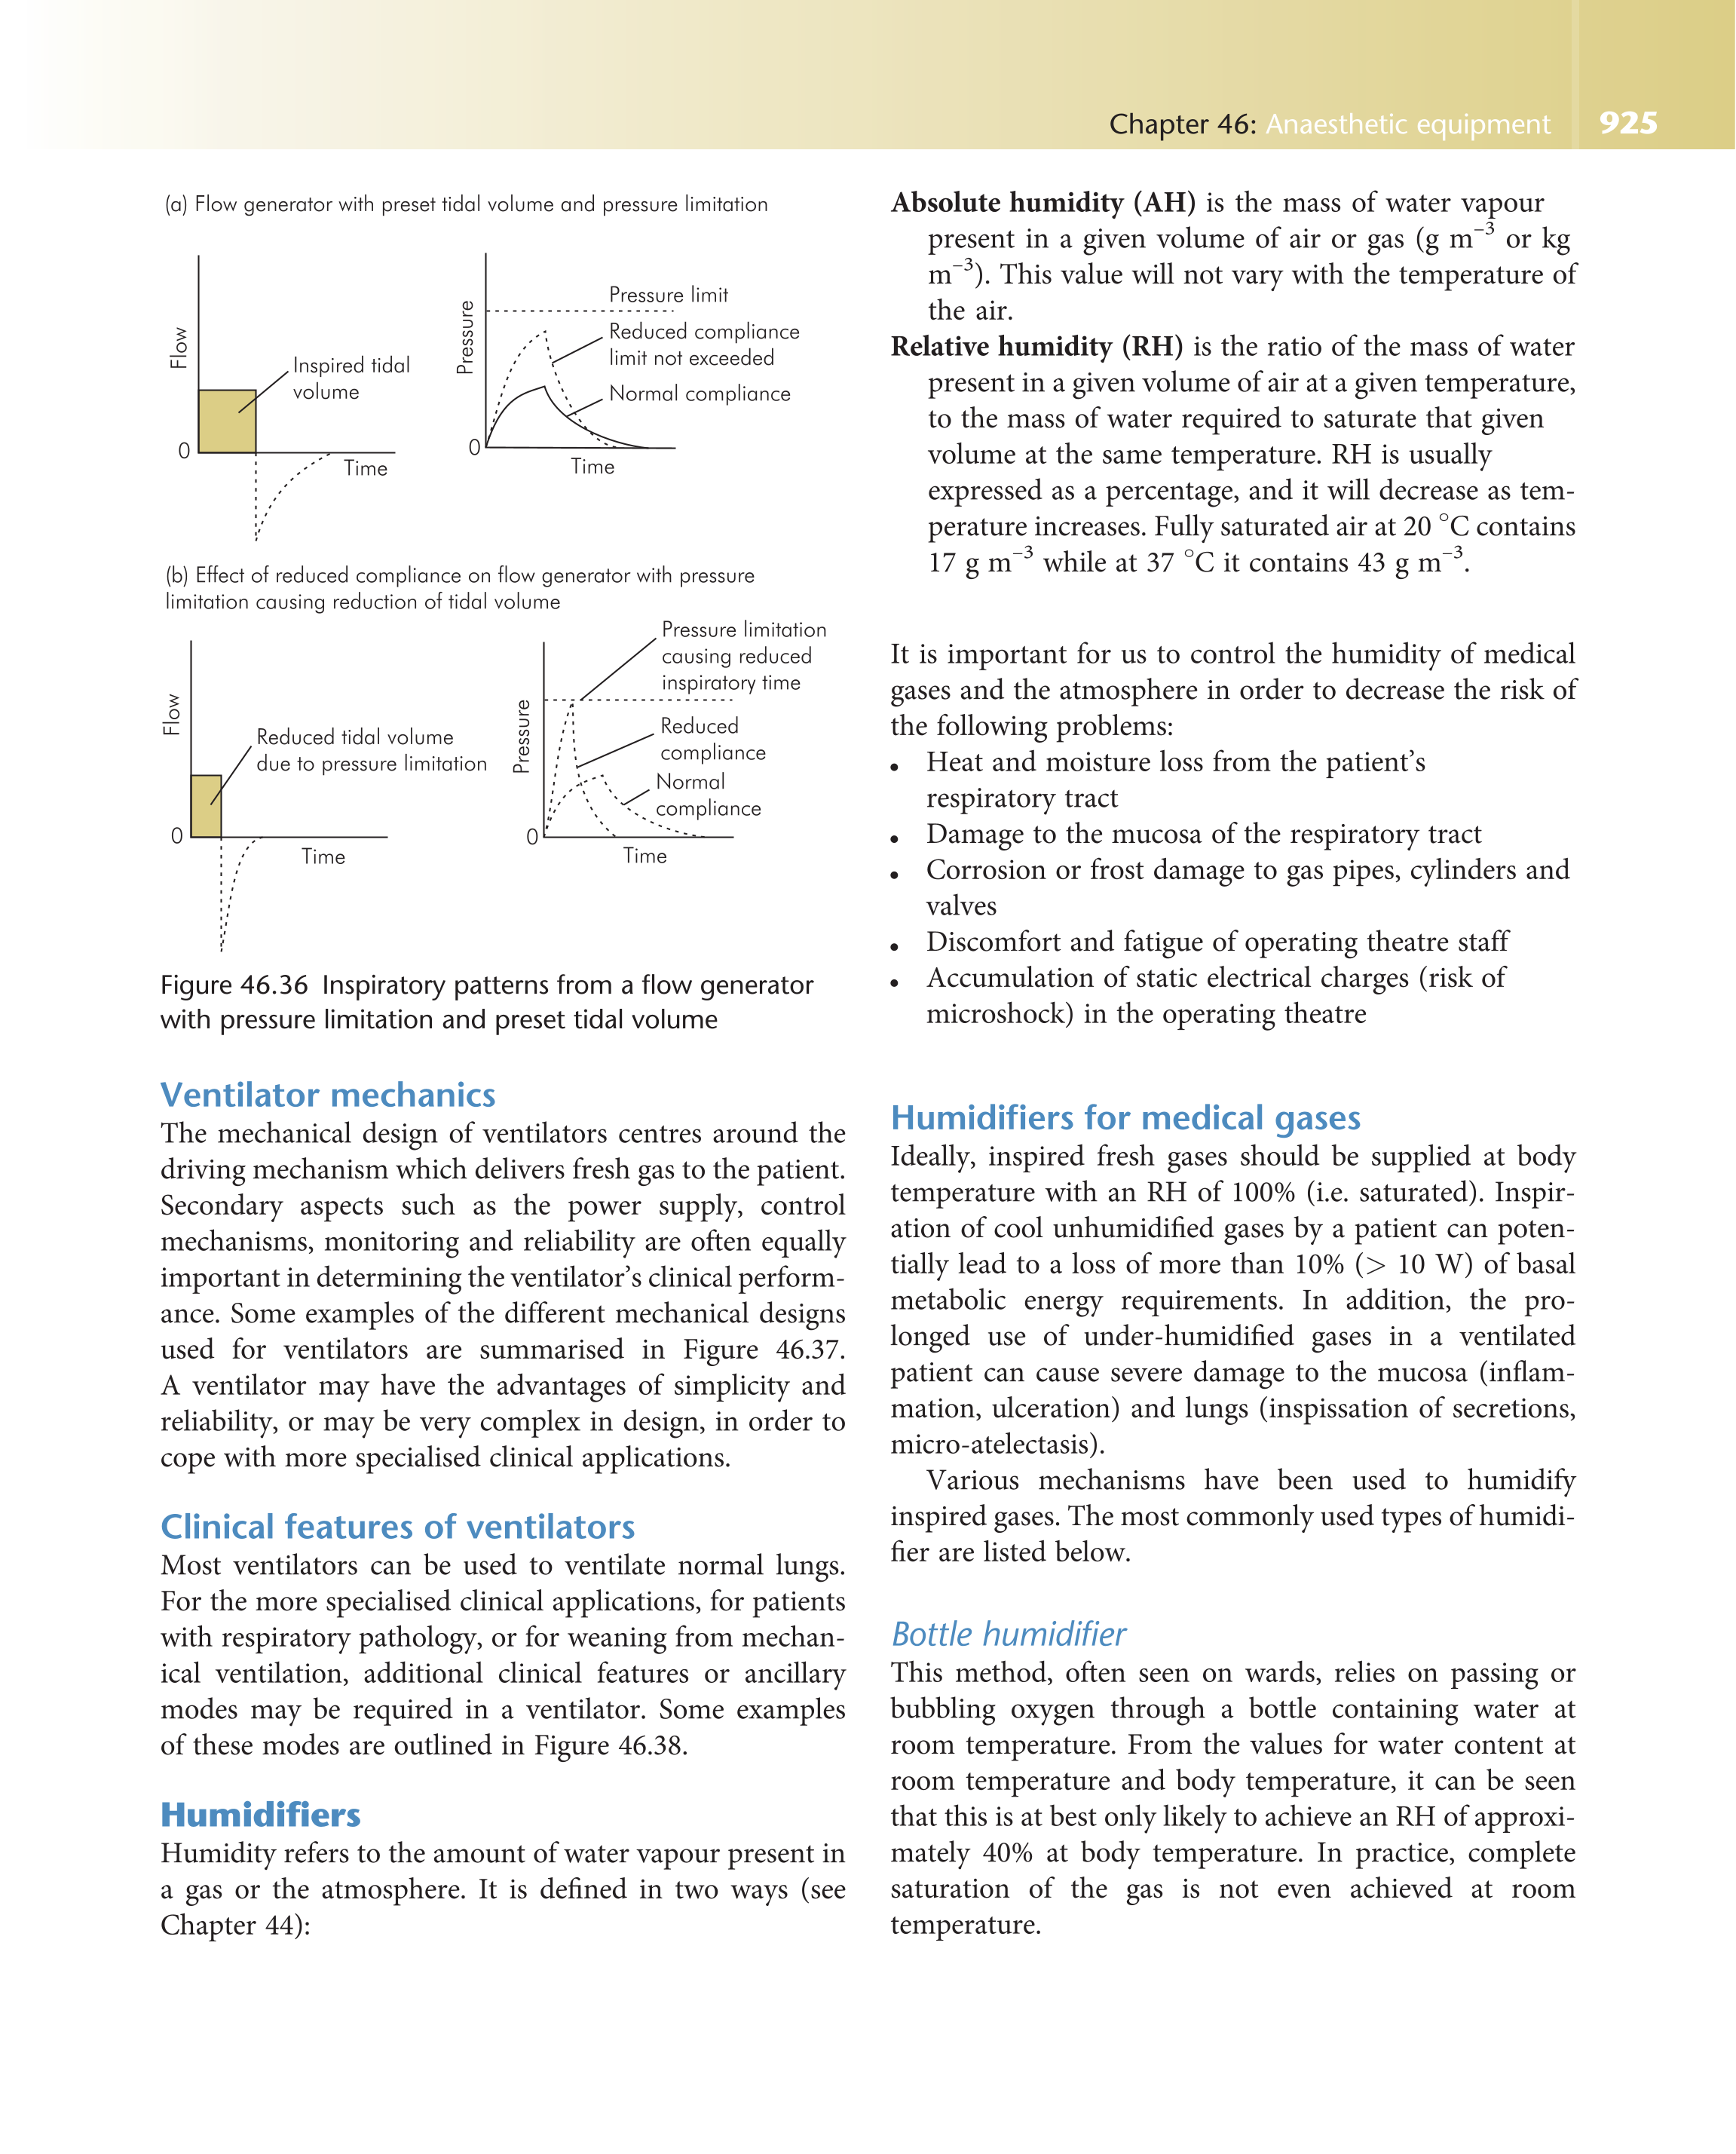 Chapter 46: Anaesthetic equipment 925
(a) Flow generator with preset tidal volume and pressure limitation
Flow
Inspired tidal
volume
0
Time
Pressure
Pressure limit
Reduced compliance
limit not exceeded
Normal compliance
0
Time
(b) Effect of reduced compliance on flow generator with pressure
limitation causing reduction of tidal volume
Flow
Reduced tidal volume
due to pressure limitation
0
Time
Pressure
Pressure limitation
causing reduced
inspiratory time
Reduced
compliance
Normal
compliance
0
Time
Figure 46.36 Inspiratory patterns from a flow generator
with pressure limitation and preset tidal volume
Ventilator mechanics
The mechanical design of ventilators centres around the
driving mechanism which delivers fresh gas to the patient.
Secondary aspects such as the power supply, control
mechanisms, monitoring and reliability are often equally
important in determining the ventilator's clinical perform-
ance. Some examples of the different mechanical designs
used for ventilators are summarised in Figure 46.37.
A ventilator may have the advantages of simplicity and
reliability, or may be very complex in design, in order to
cope with more specialised clinical applications.
Clinical features of ventilators
Most ventilators can be used to ventilate normal lungs.
For the more specialised clinical applications, for patients
with respiratory pathology, or for weaning from mechan-
ical ventilation, additional clinical features or ancillary
modes may be required in a ventilator. Some examples
of these modes are outlined in Figure 46.38.
Humidifiers
Humidity refers to the amount of water vapour present in
a gas or the atmosphere. It is defined in two ways (see
Chapter 44):
Absolute humidity (AH) is the mass of water vapour
present in a given volume of air or gas (g m⁻³ or kg
m⁻³). This value will not vary with the temperature of
the air.
Relative humidity (RH) is the ratio of the mass of water
present in a given volume of air at a given temperature,
to the mass of water required to saturate that given
volume at the same temperature. RH is usually
expressed as a percentage, and it will decrease as tem-
perature increases. Fully saturated air at 20 °C contains
17 g m⁻³ while at 37 °C it contains 43 g m⁻³.
It is important for us to control the humidity of medical
gases and the atmosphere in order to decrease the risk of
the following problems:
• Heat and moisture loss from the patient's
respiratory tract
• Damage to the mucosa of the respiratory tract
• Corrosion or frost damage to gas pipes, cylinders and
valves
• Discomfort and fatigue of operating theatre staff
• Accumulation of static electrical charges (risk of
microshock) in the operating theatre
Humidifiers for medical gases
Ideally, inspired fresh gases should be supplied at body
temperature with an RH of 100% (i.e. saturated). Inspir-
ation of cool unhumidified gases by a patient can poten-
tially lead to a loss of more than 10% (> 10 W) of basal
metabolic energy requirements. In addition, the pro-
longed use of under-humidified gases in a ventilated
patient can cause severe damage to the mucosa (inflam-
mation, ulceration) and lungs (inspissation of secretions,
micro-atelectasis).
Various mechanisms have been used to humidify
inspired gases. The most commonly used types of humidi-
fier are listed below.
Bottle humidifier
This method, often seen on wards, relies on passing or
bubbling oxygen through a bottle containing water at
room temperature. From the values for water content at
room temperature and body temperature, it can be seen
that this is at best only likely to achieve an RH of approxi-
mately 40% at body temperature. In practice, complete
saturation of the gas is not even achieved at room
temperature.